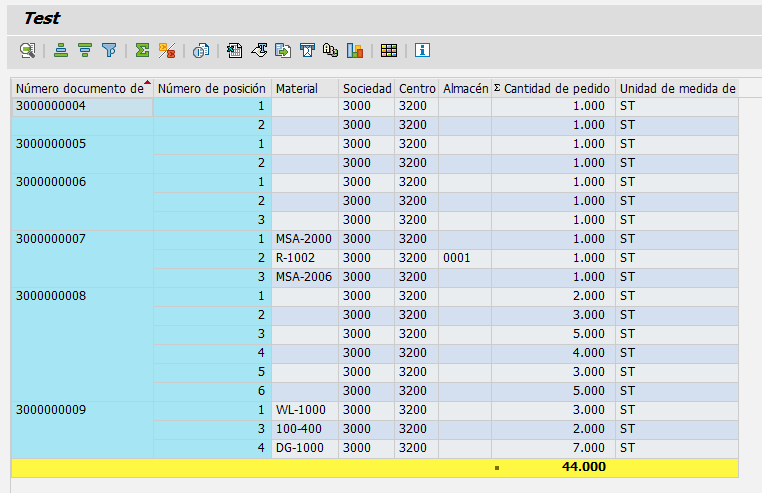 Test
Número documento de Número de posición Material Sociedad Centro Almacén Σ Cantidad de pedido Unidad de medida de
3000000004 1 3000 3200 1.000 ST
2 3000 3200 1.000 ST
3000000005 1 3000 3200 1.000 ST
2 3000 3200 1.000 ST
3000000006 1 3000 3200 1.000 ST
2 3000 3200 1.000 ST
3 3000 3200 1.000 ST
3000000007 1 MSA-2000 3000 3200 1.000 ST
2 R-1002 3000 3200 0001 1.000 ST
3 MSA-2006 3000 3200 1.000 ST
3000000008 1 3000 3200 2.000 ST
2 3000 3200 3.000 ST
3 3000 3200 5.000 ST
4 3000 3200 4.000 ST
5 3000 3200 3.000 ST
6 3000 3200 5.000 ST
3000000009 1 WL-1000 3000 3200 3.000 ST
3 100-400 3000 3200 2.000 ST
4 DG-1000 3000 3200 7.000 ST
44.000